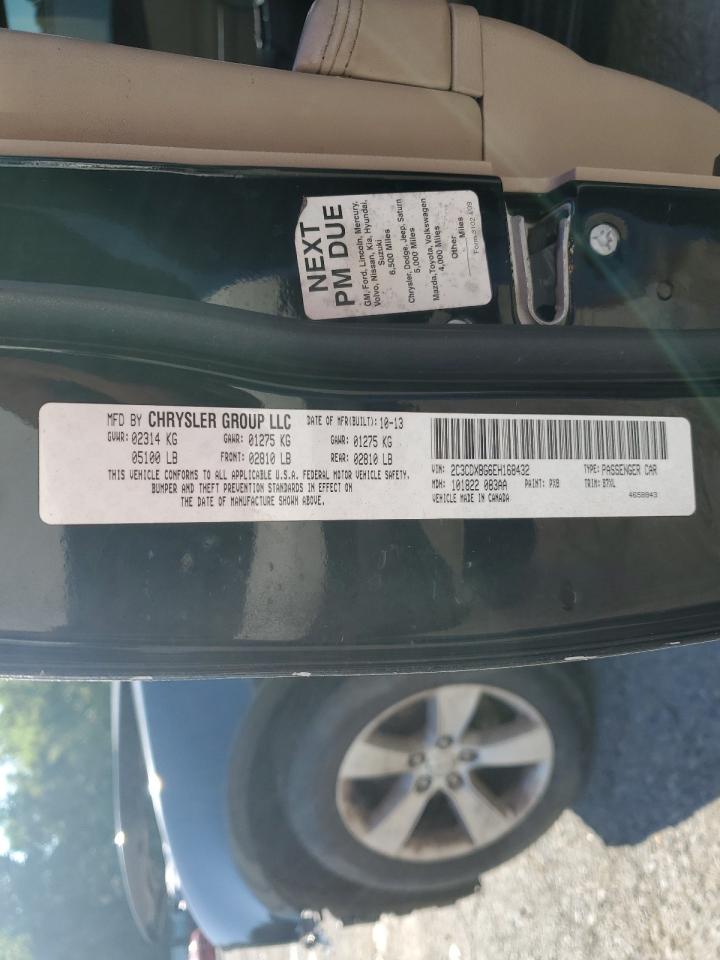 NEXT
PM DUE
GM, Ford, Lincoln, Mercury,
Volvo, Nissan, Kia, Hyundai,
Suzuki
6,500 Miles
Chrysler, Dodge, Jeep, Saturn
5,000 Miles
Mazda, Toyota, Volkswagen
4,000 Miles
Other:
Miles
MFD BY CHRYSLER GROUP LLC DATE OF MFR(BUILT): 10-13
GVWR: 02314 KG GAWR: 01275 KG GAWR: 01275 KG
05100 LB FRONT: 02810 LB REAR: 02810 LB
THIS VEHICLE CONFORMS TO ALL APPLICABLE U.S.A. FEDERAL MOTOR VEHICLE SAFETY,
BUMPER AND THEFT PREVENTION STANDARDS IN EFFECT ON
THE DATE OF MANUFACTURE SHOWN ABOVE.
VIN: 2C3CDXBG6EH168432 TYPE: PASSENGER CAR
MDH: 101822 083AA PAINT: PXB TRIM: B7XL
VEHICLE MADE IN CANADA 4658843